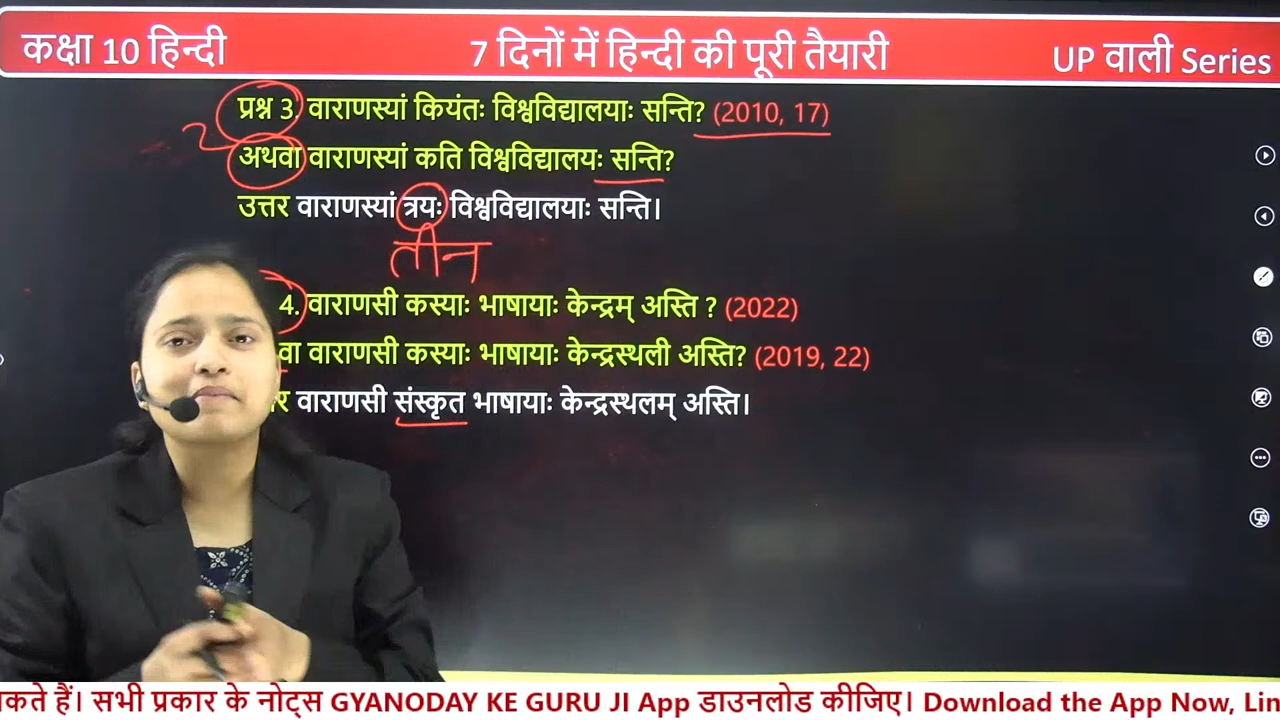 कक्षा 10 हिन्दी 7 दिनों में हिन्दी की पूरी तैयारी UP वाली Series
प्रश्न 3. वाराणस्यां कियंतः विश्वविद्यालयाः सन्ति? (2010, 17)
2
अथवा वाराणस्यां कति विश्वविद्यालयः सन्ति?
उत्तर वाराणस्यां त्रयः विश्वविद्यालयाः सन्ति।
तीन
4. वाराणसी कस्याः भाषायाः केन्द्रम् अस्ति ? (2022)
वा वाराणसी कस्याः भाषायाः केन्द्रस्थली अस्ति? (2019, 22)
र वाराणसी संस्कृत भाषायाः केन्द्रस्थलम् अस्ति।
कते हैं। सभी प्रकार के नोट्स GYANODAY KE GURU JI App डाउनलोड कीजिए। Download the App Now, Lin